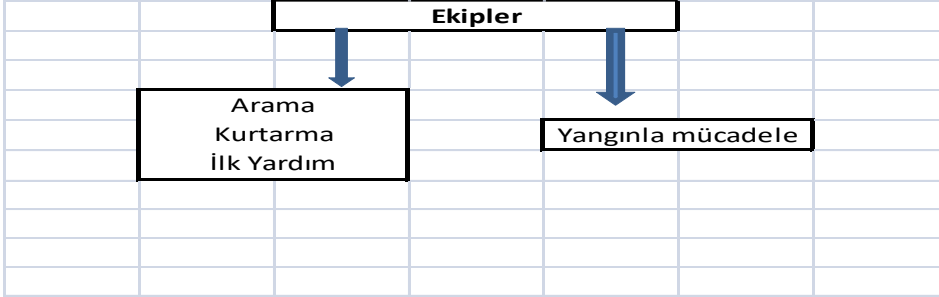 Ekipler
Arama
Kurtarma
İlk Yardım
Yangınla mücadele